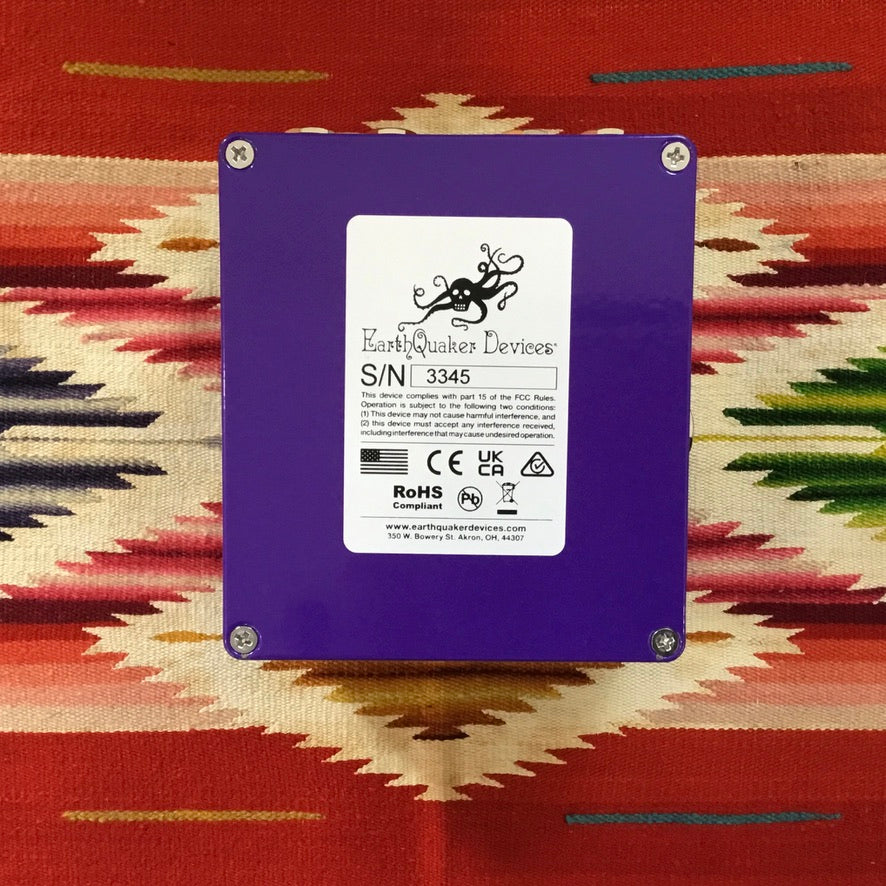 EarthQuaker Devices®
S/N 3345
This device complies with part 15 of the FCC Rules.
Operation is subject to the following two conditions:
(1) This device may not cause harmful interference, and
(2) this device must accept any interference received,
including interference that may cause undesired operation.
CE UK
CA
RoHS
Compliant
Pb
www.earthquakerdevices.com
350 W. Bowery St. Akron, OH, 44307